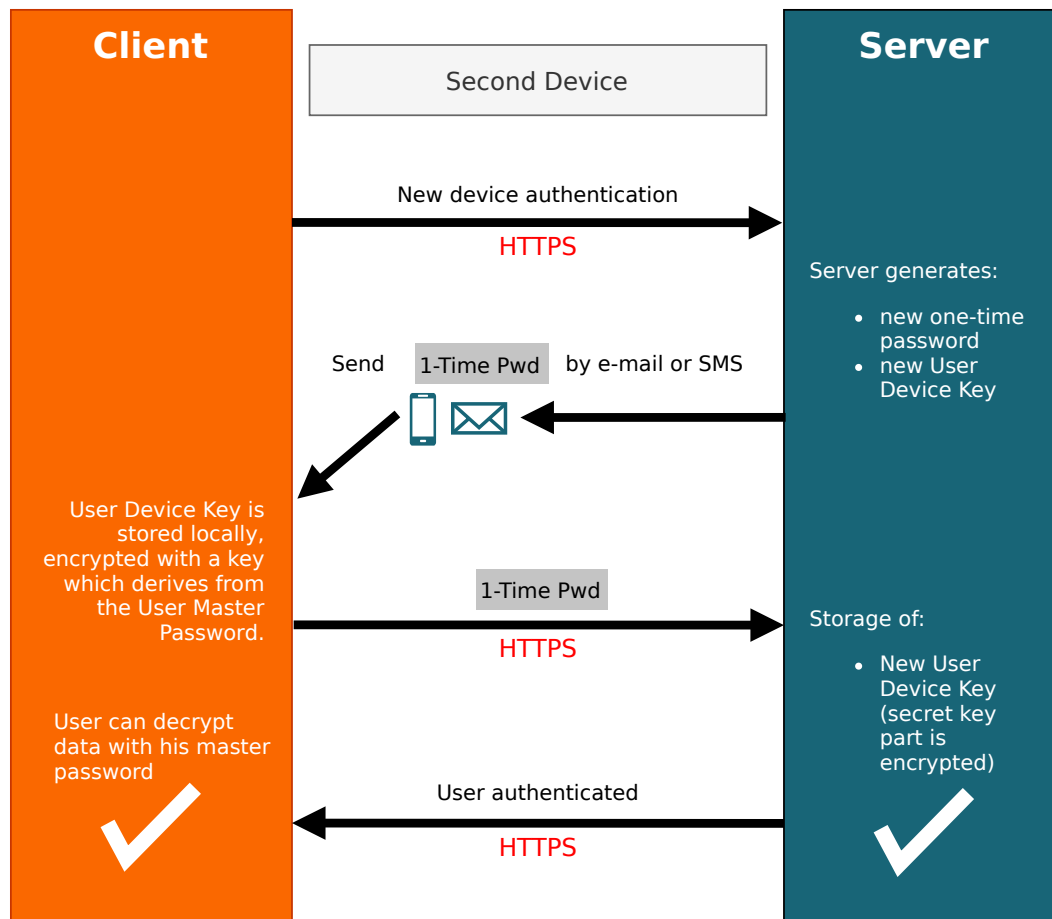 Client
Second Device
Server
New device authentication
HTTPS
Server generates:
• new one-time
password
• new User
Device Key
Send 1-Time Pwd by e-mail or SMS
User Device Key is
stored locally,
encrypted with a key
which derives from
the User Master
Password.
1-Time Pwd
HTTPS
Storage of:
• New User
Device Key
(secret key
part is
encrypted)
User can decrypt
data with his master
password
User authenticated
HTTPS